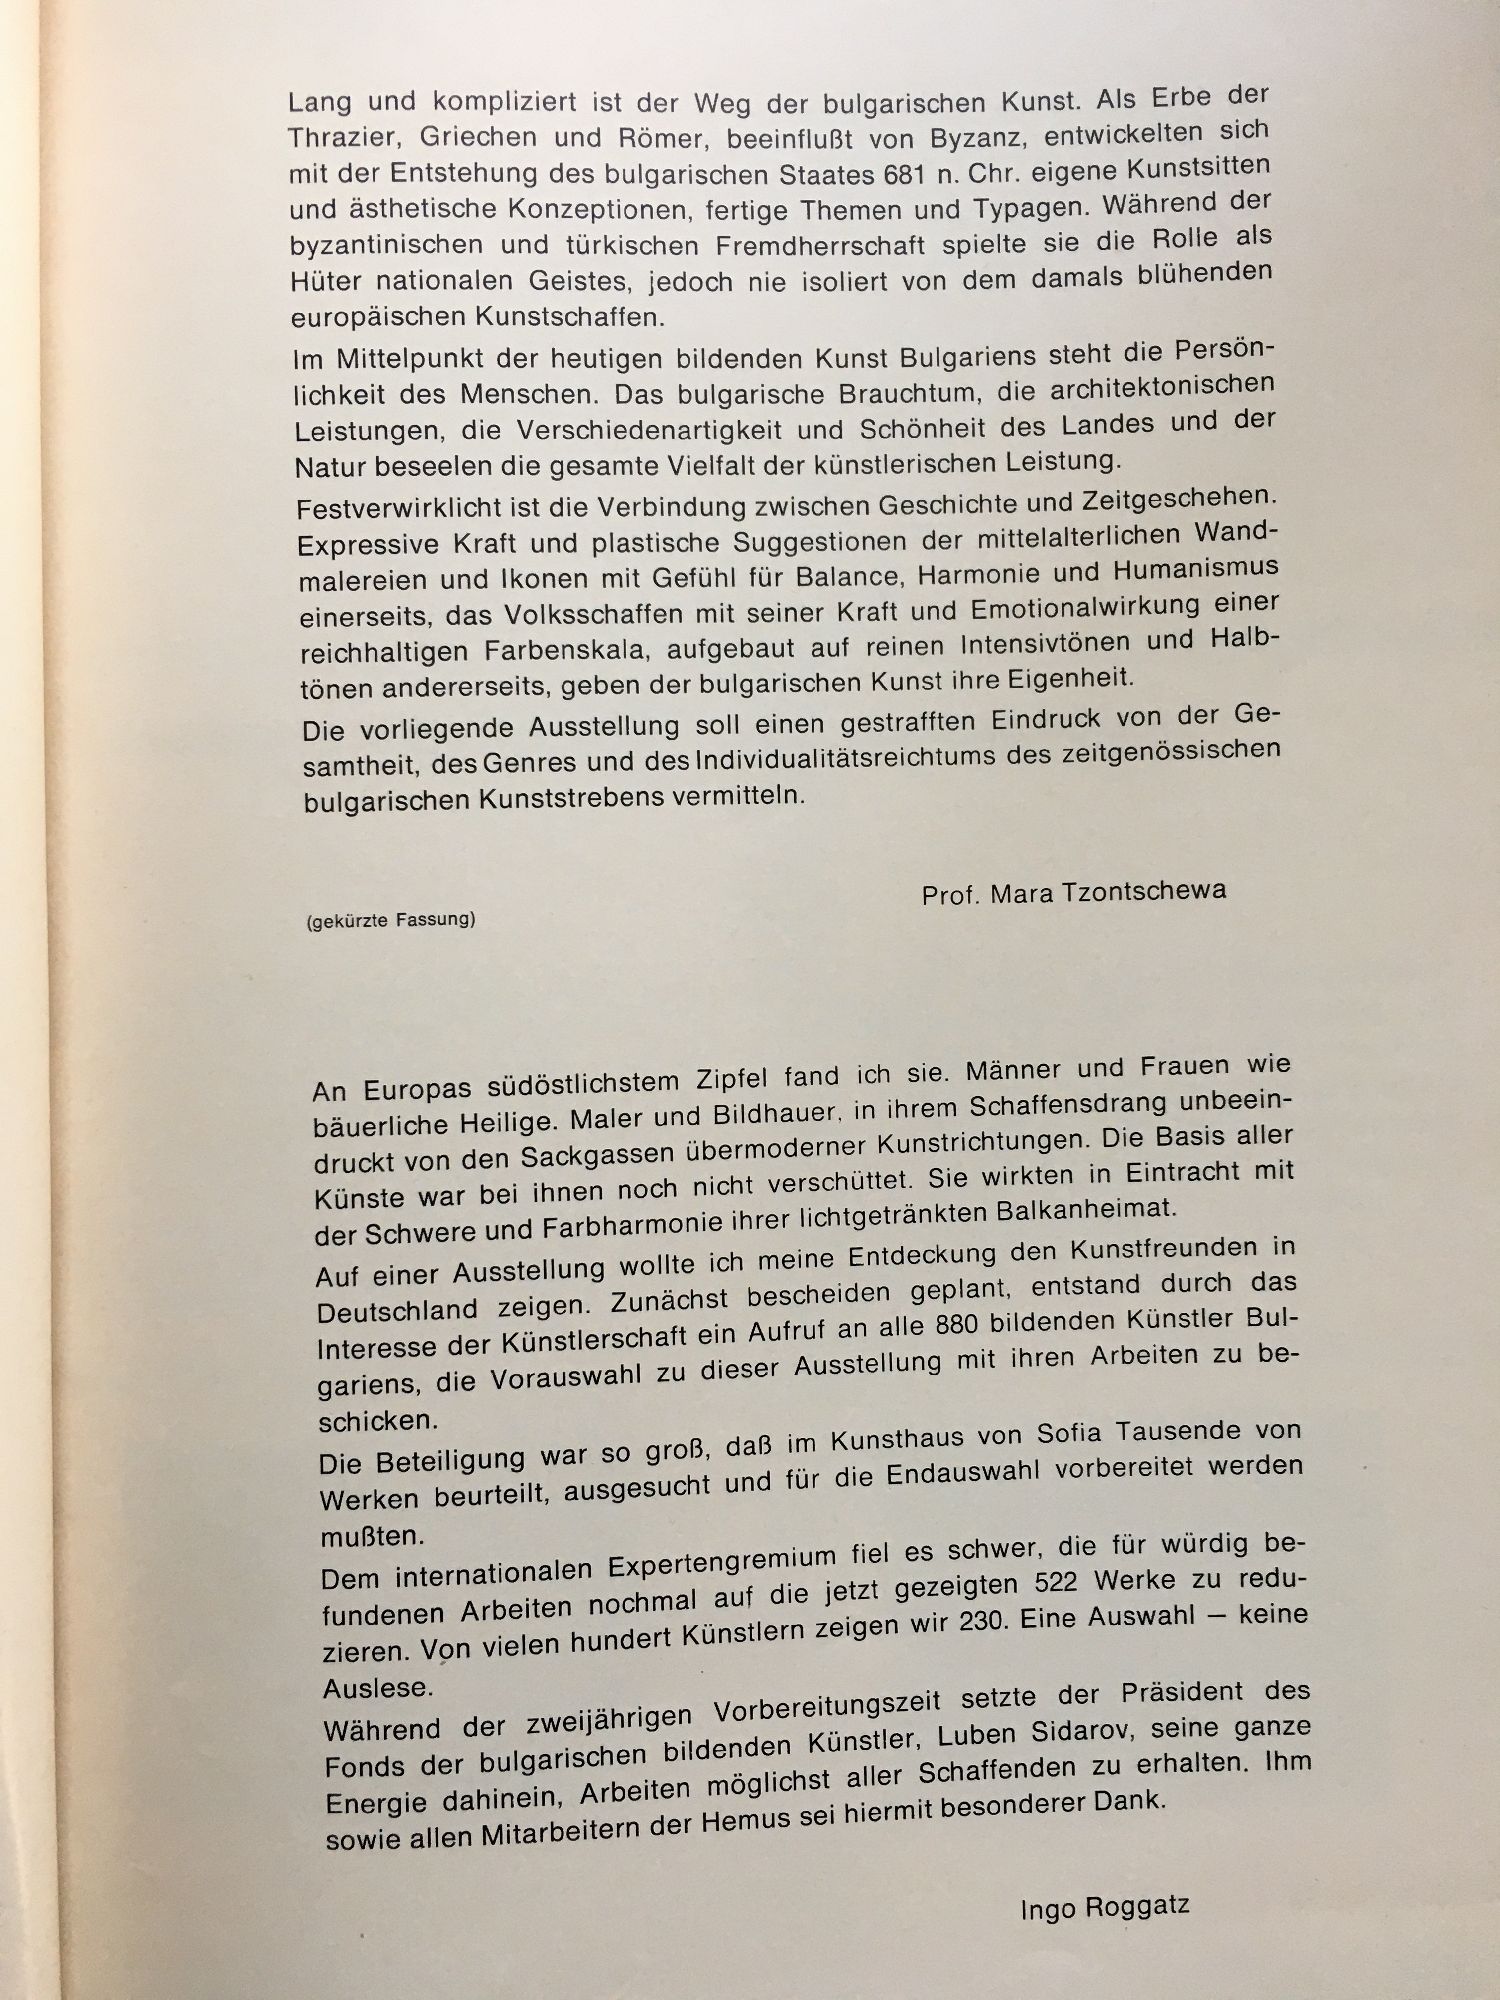 Lang und kompliziert ist der Weg der bulgarischen Kunst. Als Erbe der
Thrazier, Griechen und Römer, beeinflußt von Byzanz, entwickelten sich
mit der Entstehung des bulgarischen Staates 681 n. Chr. eigene Kunstsitten
und ästhetische Konzeptionen, fertige Themen und Typagen. Während der
byzantinischen und türkischen Fremdherrschaft spielte sie die Rolle als
Hüter nationalen Geistes, jedoch nie isoliert von dem damals blühenden
europäischen Kunstschaffen.
Im Mittelpunkt der heutigen bildenden Kunst Bulgariens steht die Persön-
lichkeit des Menschen. Das bulgarische Brauchtum, die architektonischen
Leistungen, die Verschiedenartigkeit und Schönheit des Landes und der
Natur beseelen die gesamte Vielfalt der künstlerischen Leistung.
Festverwirklicht ist die Verbindung zwischen Geschichte und Zeitgeschehen.
Expressive Kraft und plastische Suggestionen der mittelalterlichen Wand-
malereien und Ikonen mit Gefühl für Balance, Harmonie und Humanismus
einerseits, das Volksschaffen mit seiner Kraft und Emotionalwirkung einer
reichhaltigen Farbenskala, aufgebaut auf reinen Intensivtönen und Halb-
tönen andererseits, geben der bulgarischen Kunst ihre Eigenheit.
Die vorliegende Ausstellung soll einen gestrafften Eindruck von der Ge-
samtheit, des Genres und des Individualitätsreichtums des zeitgenössischen
bulgarischen Kunststrebens vermitteln.
Prof. Mara Tzontschewa
(gekürzte Fassung)
An Europas südöstlichstem Zipfel fand ich sie. Männer und Frauen wie
bäuerliche Heilige. Maler und Bildhauer, in ihrem Schaffensdrang unbeein-
druckt von den Sackgassen übermoderner Kunstrichtungen. Die Basis aller
Künste war bei ihnen noch nicht verschüttet. Sie wirkten in Eintracht mit
der Schwere und Farbharmonie ihrer lichtgetränkten Balkanheimat.
Auf einer Ausstellung wollte ich meine Entdeckung den Kunstfreunden in
Deutschland zeigen. Zunächst bescheiden geplant, entstand durch das
Interesse der Künstlerschaft ein Aufruf an alle 880 bildenden Künstler Bul-
gariens, die Vorauswahl zu dieser Ausstellung mit ihren Arbeiten zu be-
schicken.
Die Beteiligung war so groß, daß im Kunsthaus von Sofia Tausende von
Werken beurteilt, ausgesucht und für die Endauswahl vorbereitet werden
mußten.
Dem internationalen Expertengremium fiel es schwer, die für würdig be-
fundenen Arbeiten nochmal auf die jetzt gezeigten 522 Werke zu redu-
zieren. Von vielen hundert Künstlern zeigen wir 230. Eine Auswahl — keine
Auslese.
Während der zweijährigen Vorbereitungszeit setzte der Präsident des
Fonds der bulgarischen bildenden Künstler, Luben Sidarov, seine ganze
Energie dahinein, Arbeiten möglichst aller Schaffenden zu erhalten. Ihm
sowie allen Mitarbeitern der Hemus sei hiermit besonderer Dank.
Ingo Roggatz